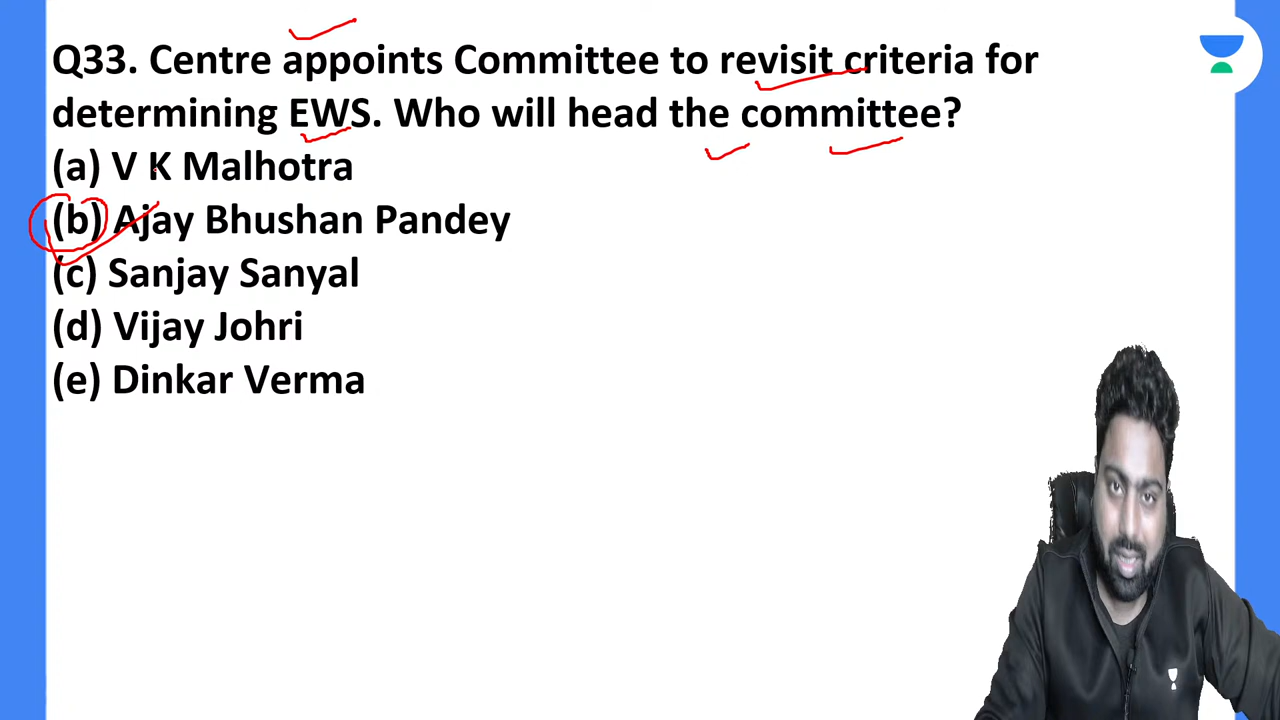 Q33. Centre appoints Committee to revisit criteria for
determining EWS. Who will head the committee?
(a) V K Malhotra
(b) Ajay Bhushan Pandey
(c) Sanjay Sanyal
(d) Vijay Johri
(e) Dinkar Verma